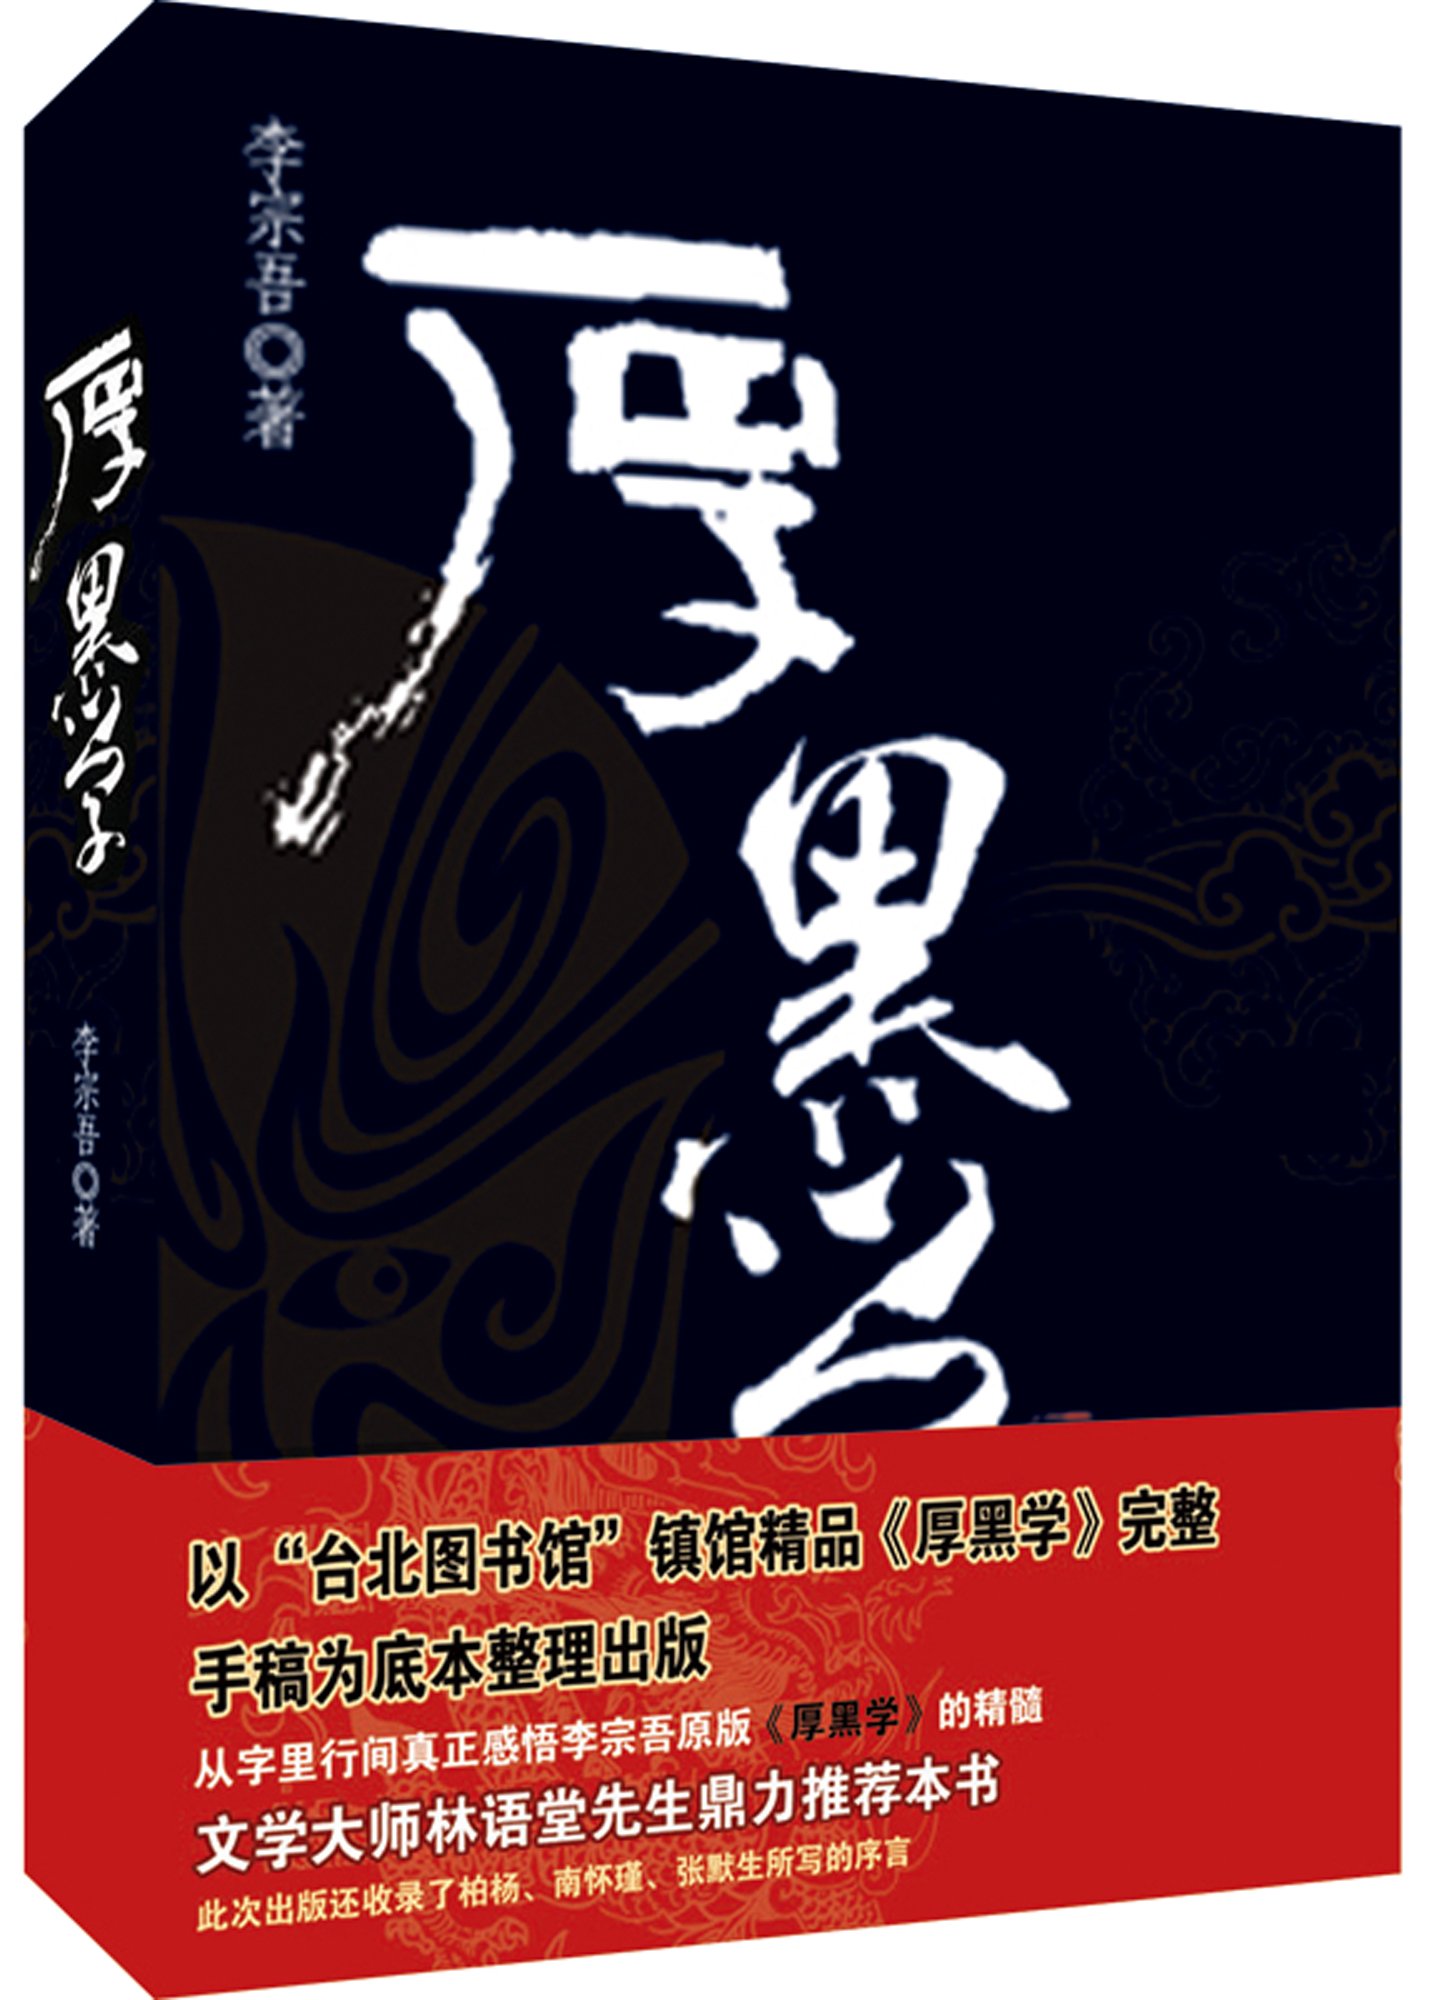 李宗吾◎著
厚黑学
厚黑学
李宗吾◎著
以“台北图书馆”镇馆精品《厚黑学》完整
手稿为底本整理出版
从字里行间真正感悟李宗吾原版《厚黑学》的精髓
文学大师林语堂先生鼎力推荐本书
此次出版还收录了柏杨、南怀瑾、张默生所写的序言